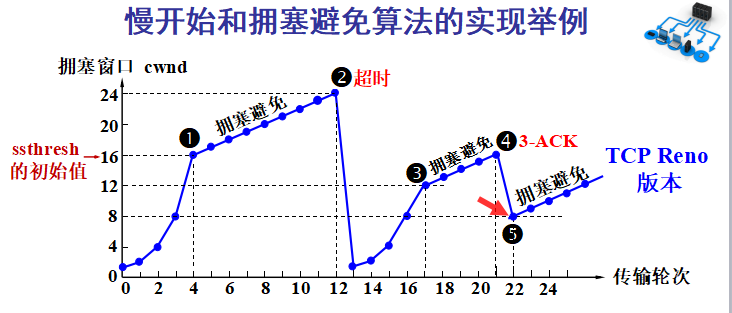 慢开始和拥塞避免算法的实现举例
拥塞窗口 cwnd
❷超时
24
拥塞避免
20
❶
❹3-ACK
ssthresh
的初始值
16
拥塞避免
TCP Reno
版本
❸
12
拥塞避免
8
❺
4
0
0 2 4 6 8 10 12 14 16 18 20 22 24
传输轮次